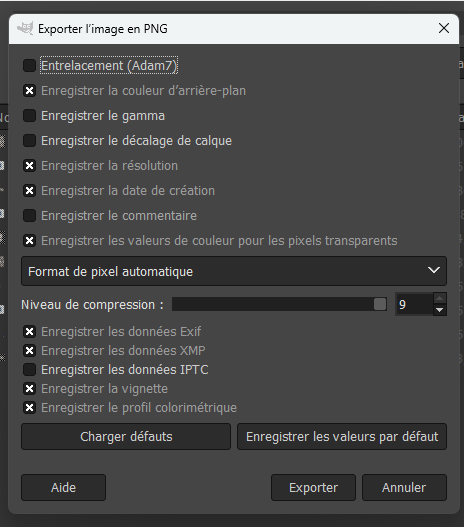 Exporter l'image en PNG
Entrelacement (Adam7)
Enregistrer la couleur d'arrière-plan
Enregistrer le gamma
Enregistrer le décalage de calque
Enregistrer la résolution
Enregistrer la date de création
Enregistrer le commentaire
Enregistrer les valeurs de couleur pour les pixels transparents
Format de pixel automatique
Niveau de compression : 9
Enregistrer les données Exif
Enregistrer les données XMP
Enregistrer les données IPTC
Enregistrer la vignette
Enregistrer le profil colorimétrique
Charger défauts Enregistrer les valeurs par défaut
Aide Exporter Annuler